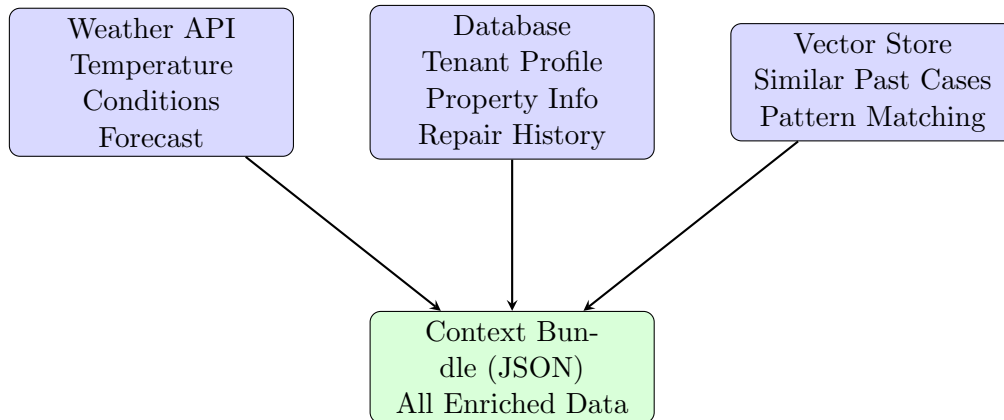 Weather API
Temperature
Conditions
Forecast
Database
Tenant Profile
Property Info
Repair History
Vector Store
Similar Past Cases
Pattern Matching
Context Bun-
dle (JSON)
All Enriched Data